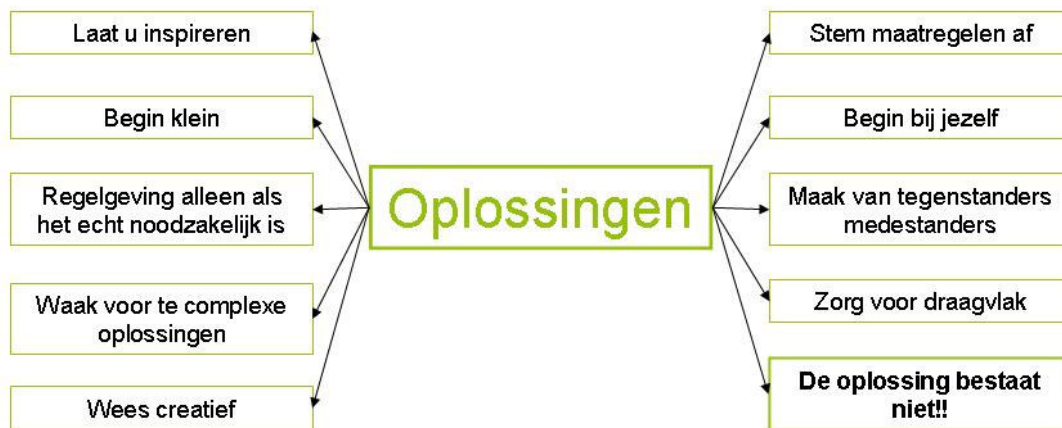 Laat u inspireren
Begin klein
Regelgeving alleen als
het echt noodzakelijk is
Waak voor te complexe
oplossingen
Wees creatief
Oplossingen
Stem maatregelen af
Begin bij jezelf
Maak van tegenstanders
medestanders
Zorg voor draagvlak
De oplossing bestaat
niet!!